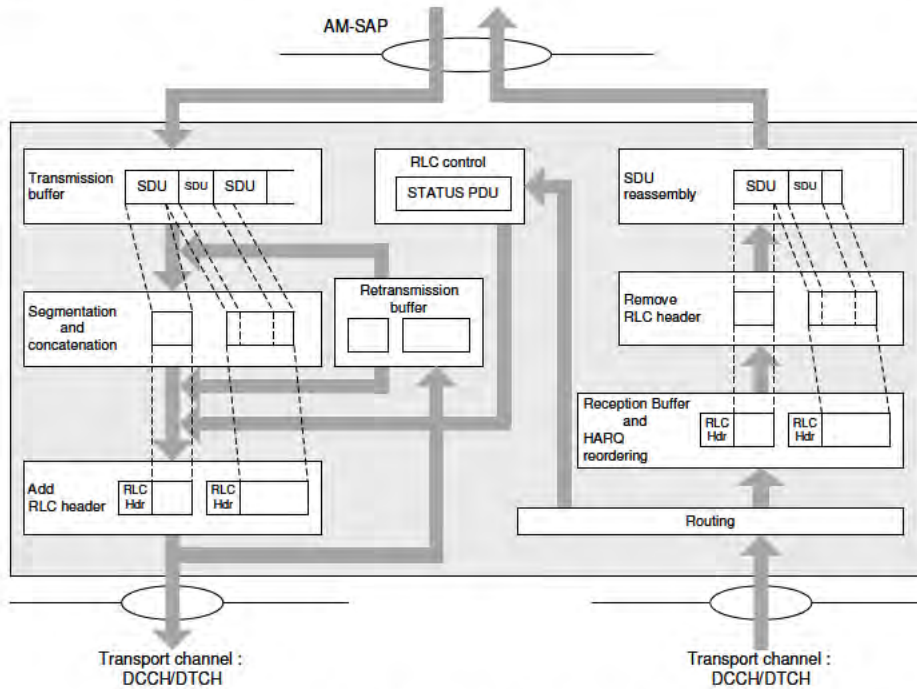 AM-SAP
Transmission
buffer
SDU
SDU
SDU
RLC control
STATUS PDU
SDU
reassembly
SDU
SDU
Segmentation
and
concatenation
Retransmission
buffer
Remove
RLC header
Reception Buffer
and
HARQ
reordering
RLC
Hdr
RLC
Hdr
Add
RLC header
RLC
Hdr
RLC
Hdr
Routing
Transport channel :
DCCH/DTCH
Transport channel :
DCCH/DTCH